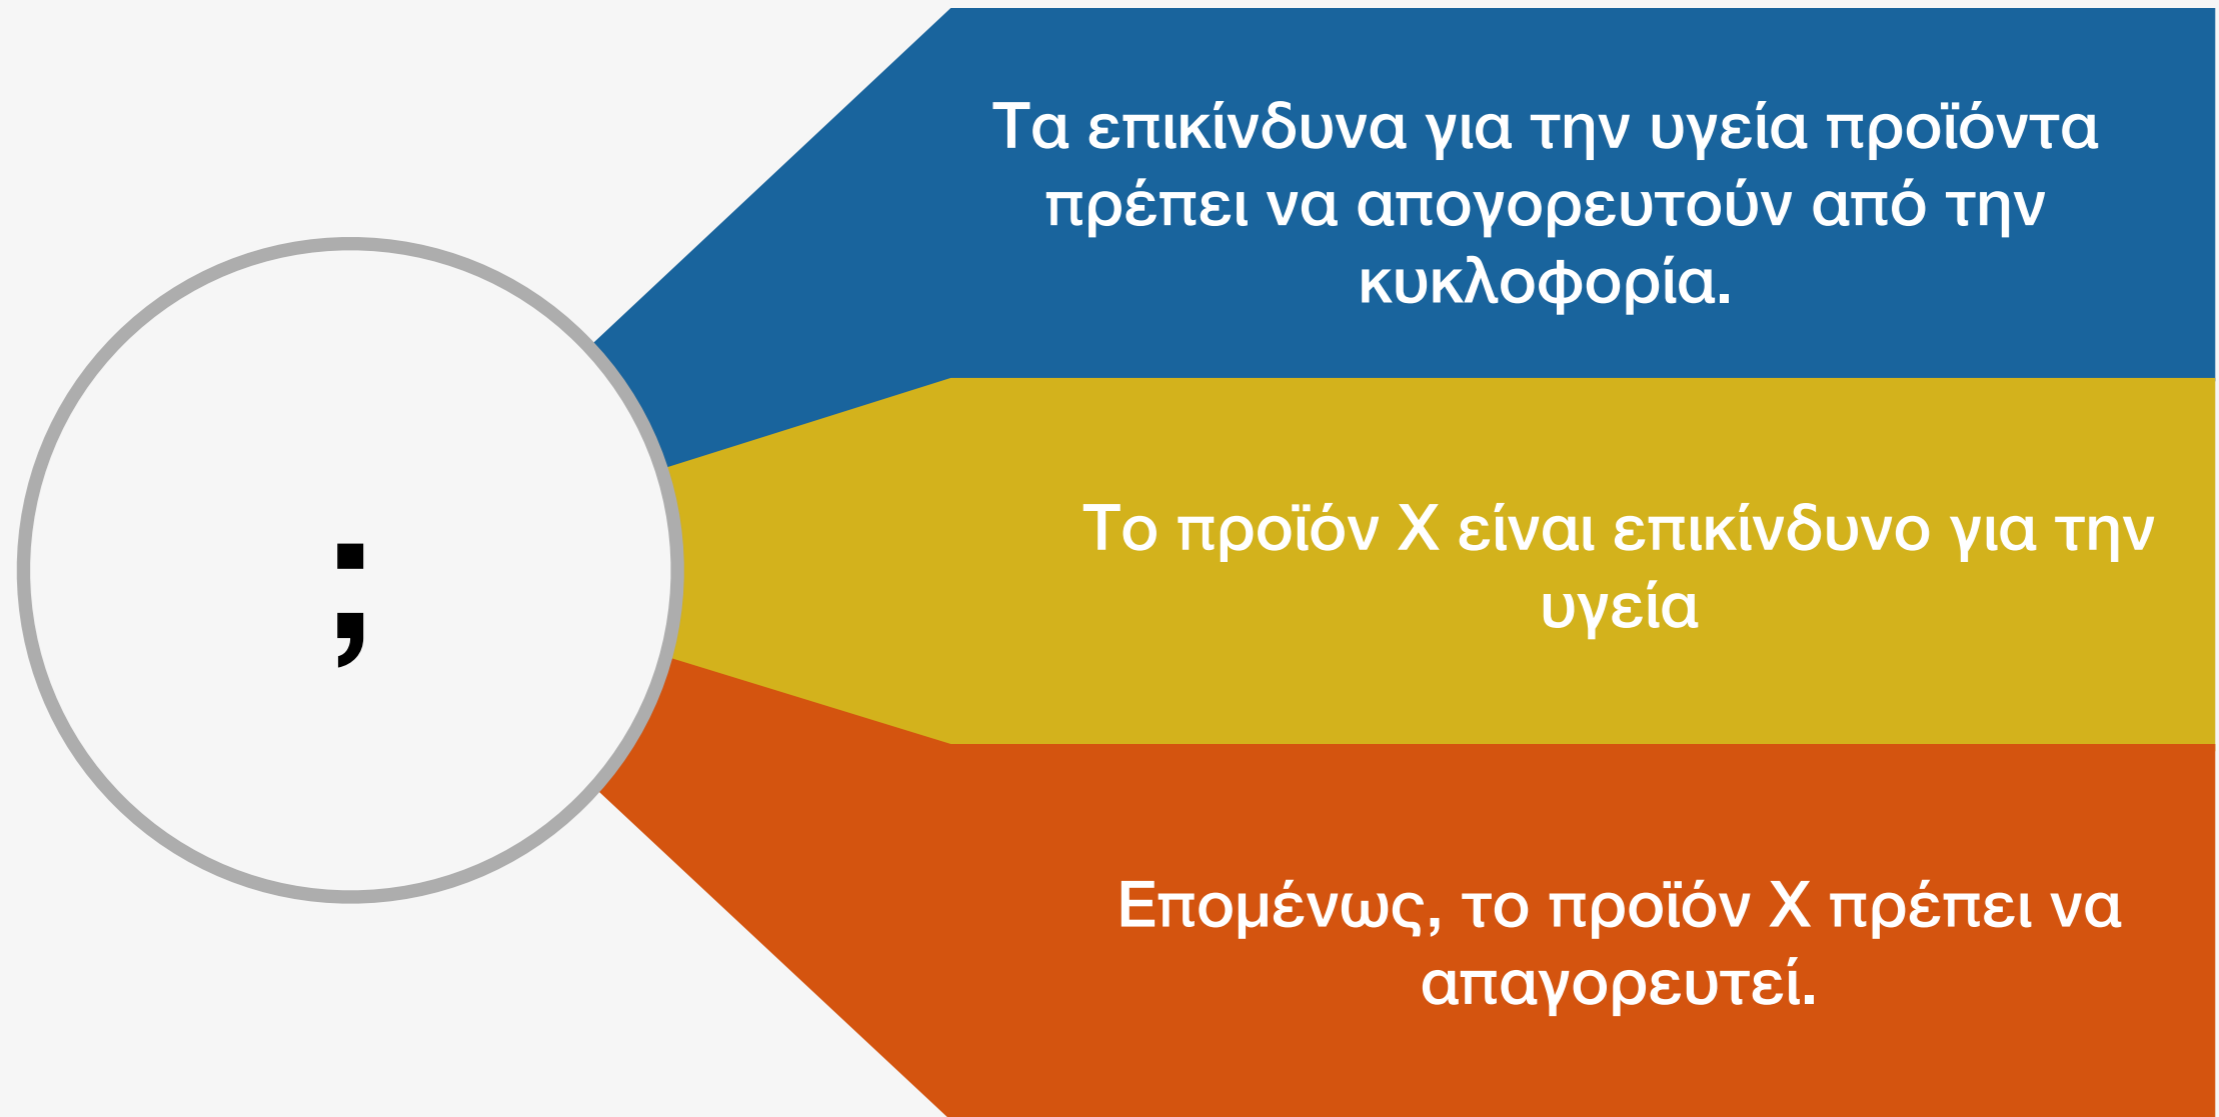 Τα επικίνδυνα για την υγεία προϊόντα
πρέπει να απογορευτούν από την
κυκλοφορία.
;
Το προϊόν Χ είναι επικίνδυνο για την
υγεία
Επομένως, το προϊόν Χ πρέπει να
απαγορευτεί.